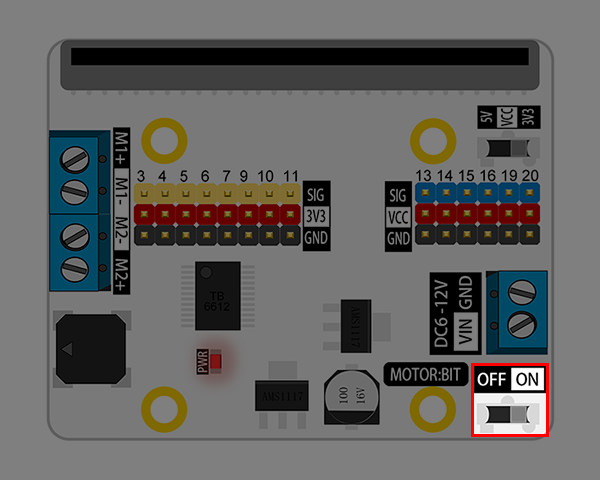 5V VCC 3V3
M1+
M1-
M2-
M2+
3 4 5 6 7 9 10 11
13 14 15 16 19 20
SIG
3V3
GND
SIG
VCC
GND
TB
6612
PWR
AMS1117
AMS1117
100
16V
DC6-12V
VIN GND
MOTOR:BIT
OFF ON